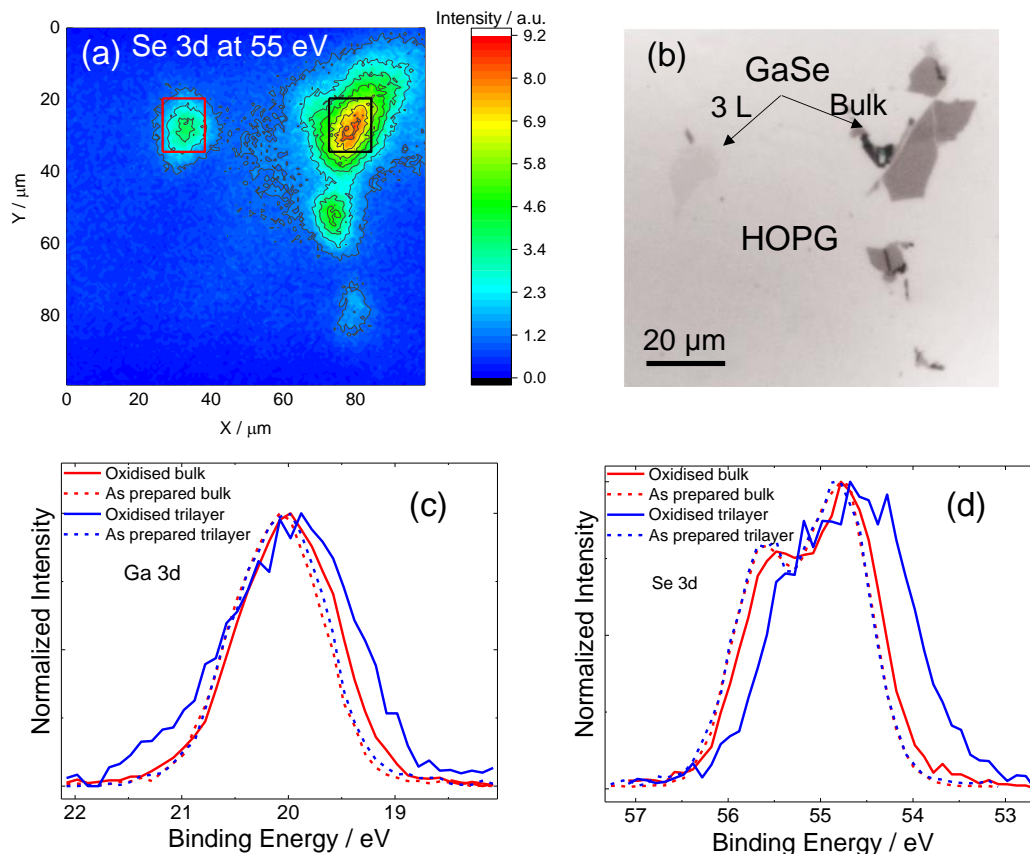 (a) Se 3d at 55 eV
Intensity / a.u.
0
20
40
60
80
Y / μm
0 20 40 60 80
X / μm
9.2
8.0
6.9
5.7
4.6
3.4
2.3
1.2
0.0
(b)
GaSe
3 L
Bulk
HOPG
20 μm
Oxidised bulk
As prepared bulk
Oxidised trilayer
As prepared trilayer
(c)
Ga 3d
Normalized Intensity
22 21 20 19
Binding Energy / eV
Oxidised bulk
As prepared bulk
Oxidised trilayer
As prepared trilayer
(d)
Se 3d
Normalized Intensity
57 56 55 54 53
Binding Energy / eV